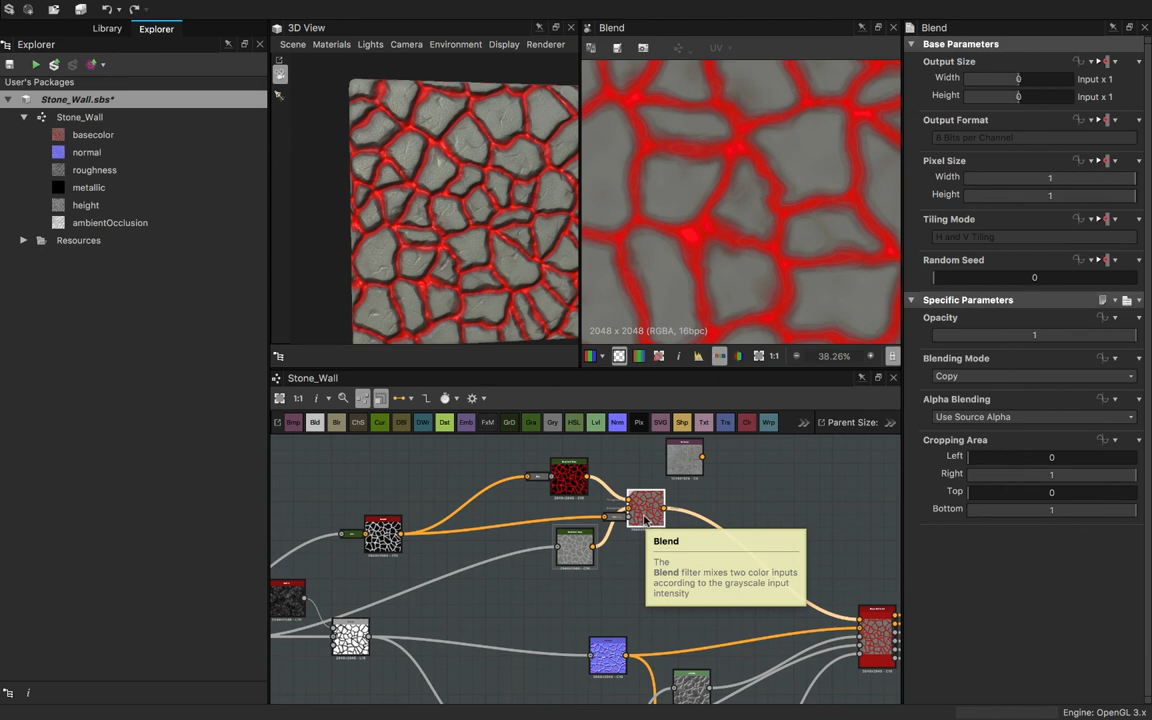 Library
Explorer
Explorer
User's Packages
Stone_Wall.sbs*
Stone_Wall
basecolor
normal
roughness
metallic
height
ambientOcclusion
Resources
3D View
Scene Materials Lights Camera Environment Display Renderer
Blend
UV
2048 x 2048 (RGBA, 16bpc)
1:1
38.26%
Stone_Wall
1:1
Bmp Bld Blr ChS Cur DBl DWr Dst Emb FxM GrD Gra Gry HSL Lvl Nrm Plx SVG Shp Txt Trs Clr Wrp
Parent Size:
Blend
The
Blend filter mixes two color inputs
according to the grayscale input
intensity
Blend
Base Parameters
Output Size
Width 0 Input x 1
Height 0 Input x 1
Output Format
8 Bits per Channel
Pixel Size
Width 1
Height 1
Tiling Mode
H and V Tiling
Random Seed
0
Specific Parameters
Opacity
1
Blending Mode
Copy
Alpha Blending
Use Source Alpha
Cropping Area
Left 0
Right 1
Top 0
Bottom 1
Engine: OpenGL 3.x